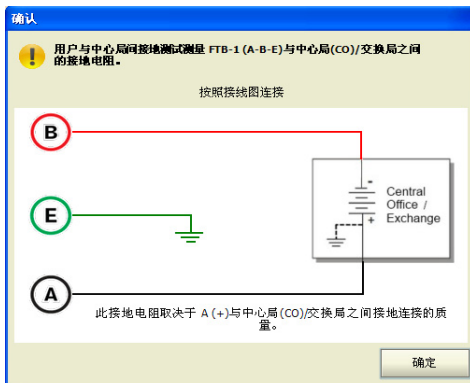 确认
用户与中心局间接地测试测量 FTB-1 (A-B-E)与中心局(CO)/交换局之间
的接地电阻。
按照接线图连接
B
-
Central
Office /
Exchange
+
E
A
此接地电阻取决于 A (+)与中心局(CO)/交换局之间接地连接的质
量。
确定